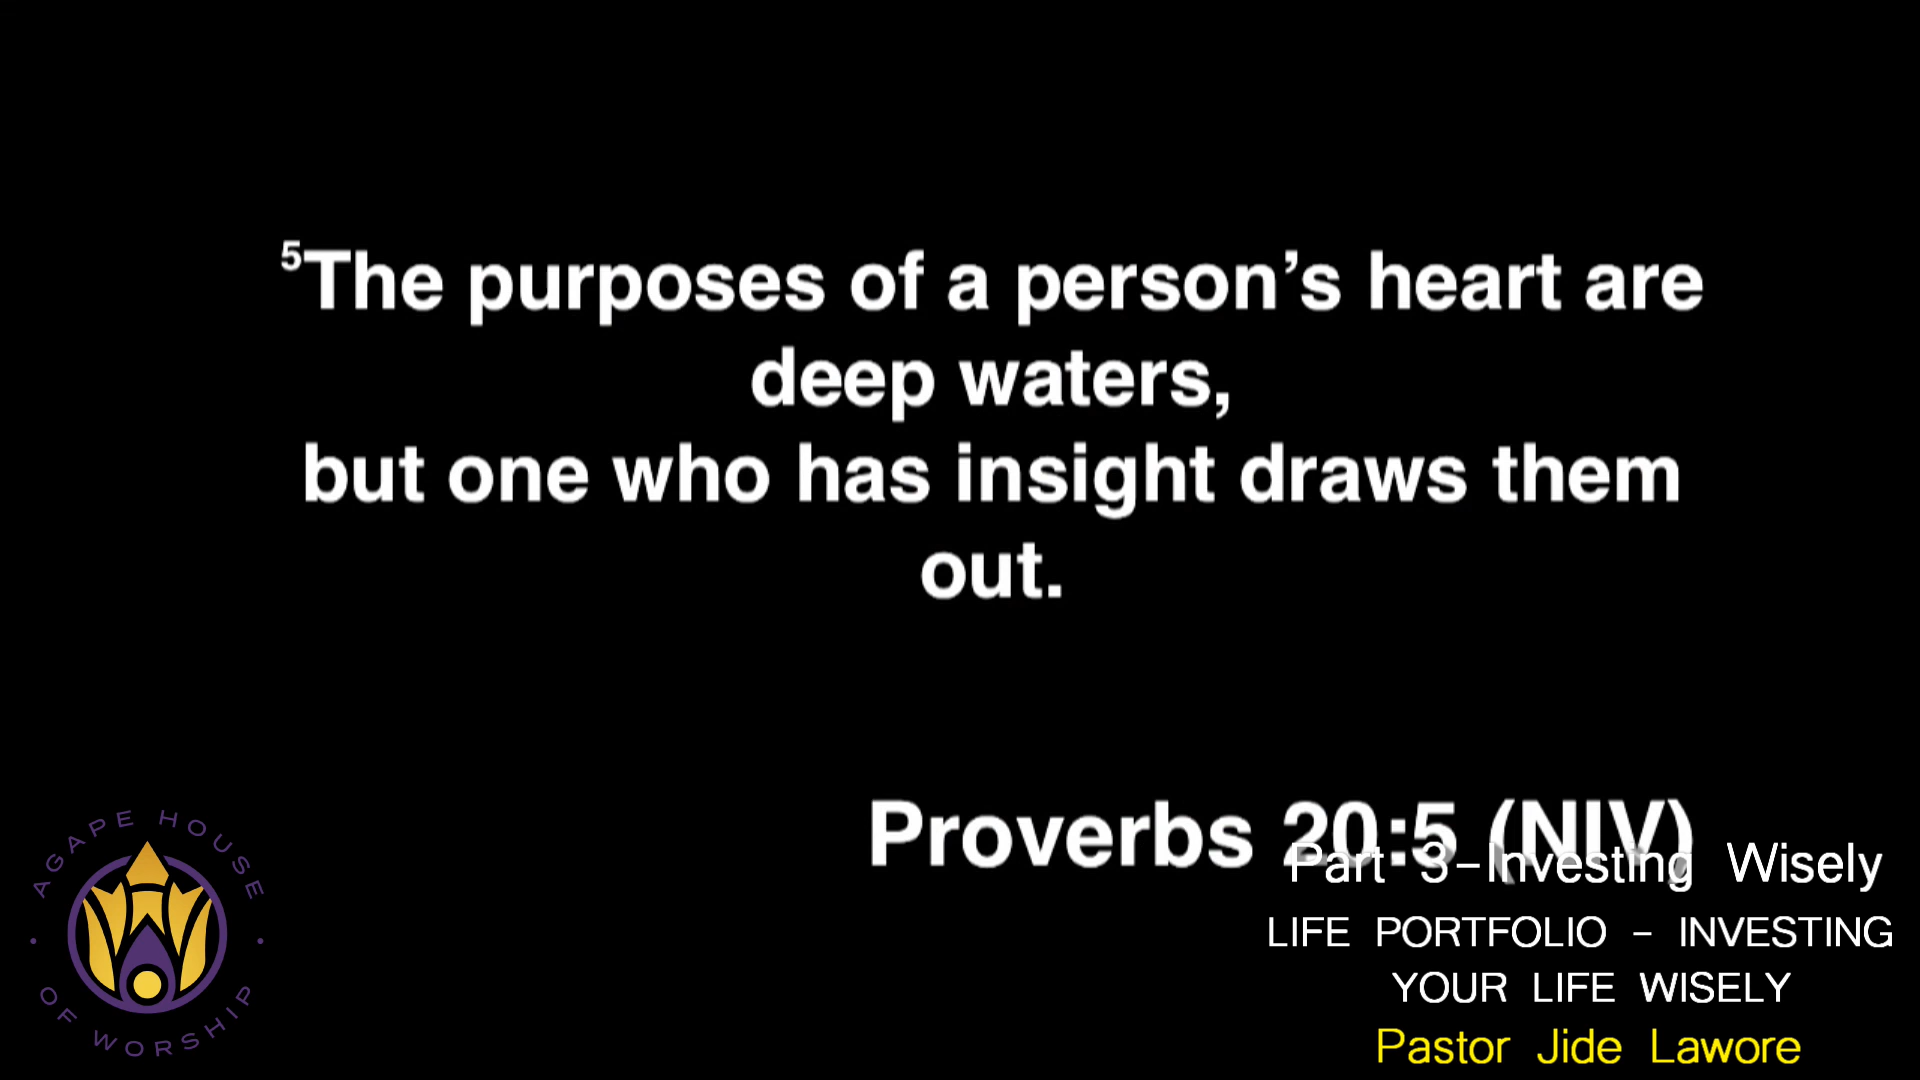 ⁵The purposes of a person’s heart are
deep waters,
but one who has insight draws them
out.
Proverbs 20:5 (NIV)
Part 3-Investing Wisely
LIFE PORTFOLIO - INVESTING
YOUR LIFE WISELY
Pastor Jide Lawore
AGAPE HOUSE
OF WORSHIP